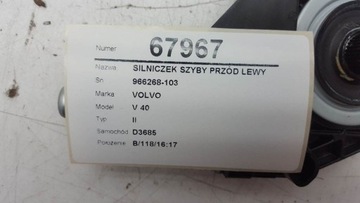 Numer 67967
Nazwa SILNICZEK SZYBY PRZÓD LEWY
Sn 966268-103
Marka VOLVO
Model V 40
Typ II
Samochód D3685
Położenie B/118/16:17